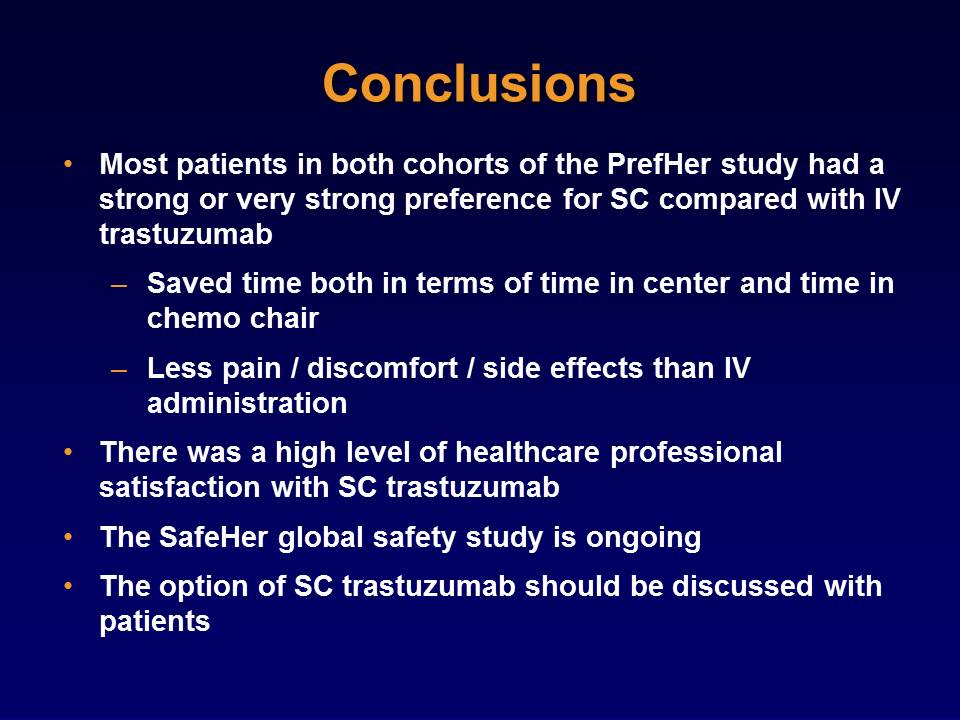 Conclusions
• Most patients in both cohorts of the PrefHer study had a
strong or very strong preference for SC compared with IV
trastuzumab
– Saved time both in terms of time in center and time in
chemo chair
– Less pain / discomfort / side effects than IV
administration
• There was a high level of healthcare professional
satisfaction with SC trastuzumab
• The SafeHer global safety study is ongoing
• The option of SC trastuzumab should be discussed with
patients